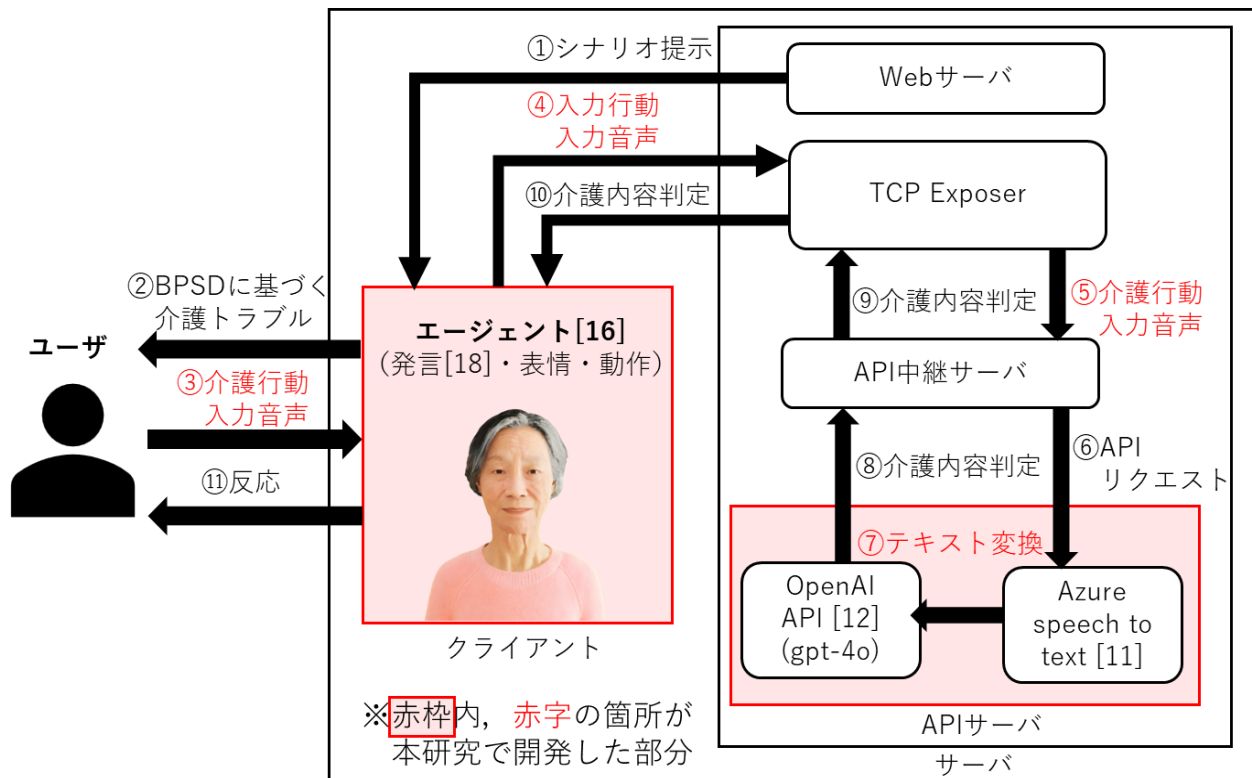 ①シナリオ提示
Webサーバ
④入力行動
入力音声
TCP Exposer
⑩介護内容判定
②BPSDに基づく
介護トラブル
⑨介護内容判定
⑤介護行動
入力音声
ユーザ
エージェント[16]
（発言[18]・表情・動作）
API中継サーバ
③介護行動
入力音声
⑧介護内容判定
⑥API
リクエスト
⑪反応
⑦テキスト変換
OpenAI
API [12]
(gpt-4o)
Azure
speech to
text [11]
クライアント
※赤枠内，赤字の箇所が
本研究で開発した部分
APIサーバ
サーバ